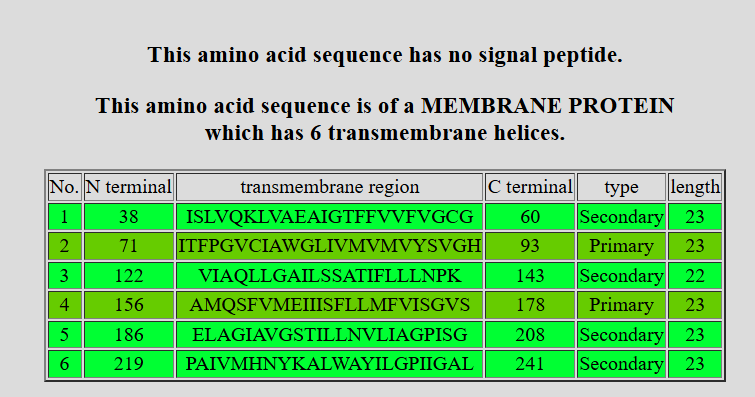 This amino acid sequence has no signal peptide.
This amino acid sequence is of a MEMBRANE PROTEIN
which has 6 transmembrane helices.
No. N terminal transmembrane region C terminal type length
1 38 ISLVQKLVAEAIGTFFVVFVGCG 60 Secondary 23
2 71 ITFPGVCIAWGLIVMVMVYSVGH 93 Primary 23
3 122 VIAQLLGAILSSATIFLLLNPK 143 Secondary 22
4 156 AMQSFVMEIIISFLLMFVISGVS 178 Primary 23
5 186 ELAGIAVGSTILLNVLIAGPISG 208 Secondary 23
6 219 PAIVMHNYKALWAYILGPIIGAL 241 Secondary 23